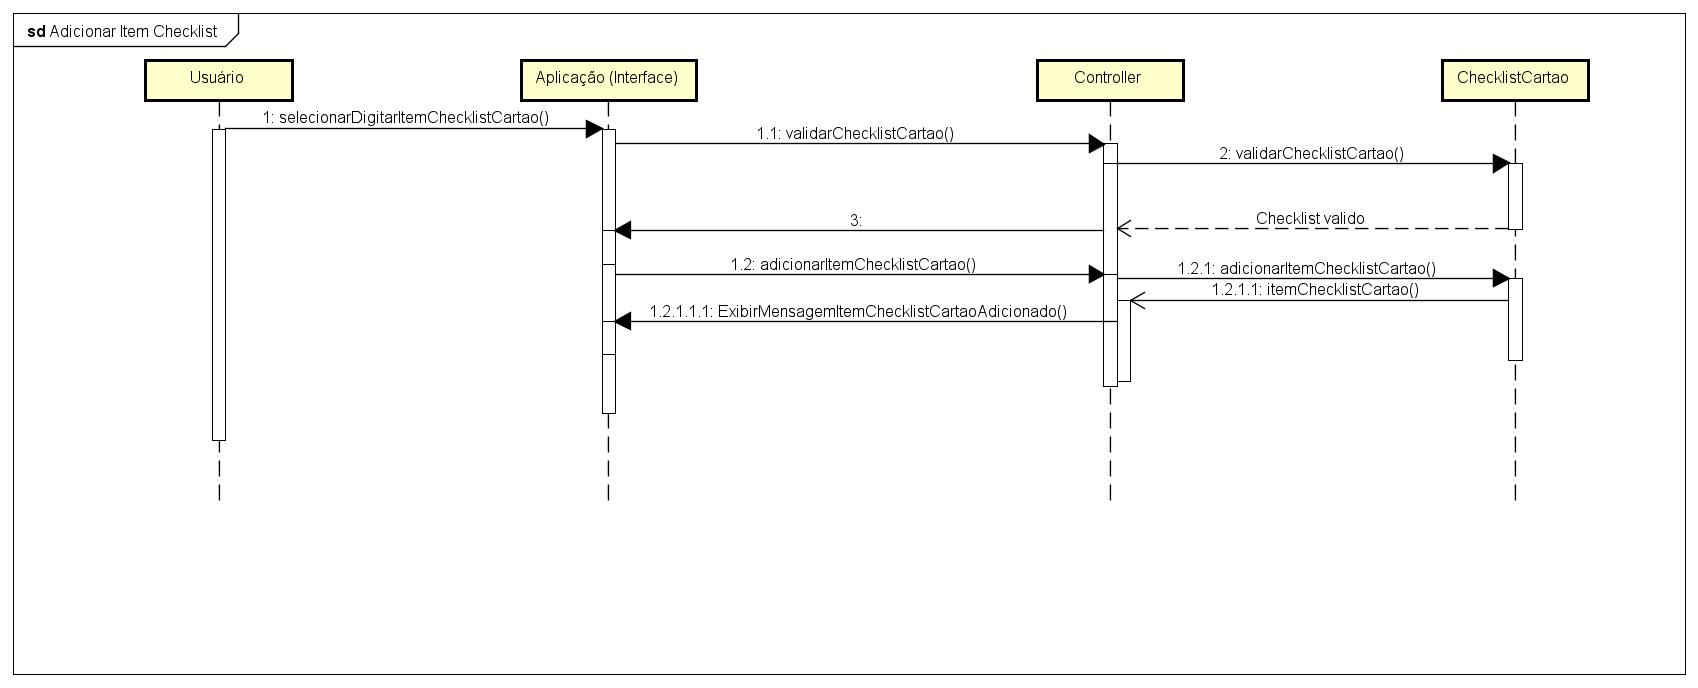 sd Adicionar Item Checklist
Usuário
Aplicação (Interface)
Controller
ChecklistCartao
1: selecionarDigitarItemChecklistCartao()
1.1: validarChecklistCartao()
2: validarChecklistCartao()
Checklist valido
3:
1.2: adicionarItemChecklistCartao()
1.2.1: adicionarItemChecklistCartao()
1.2.1.1: itemChecklistCartao()
1.2.1.1.1: ExibirMensagemItemChecklistCartaoAdicionado()